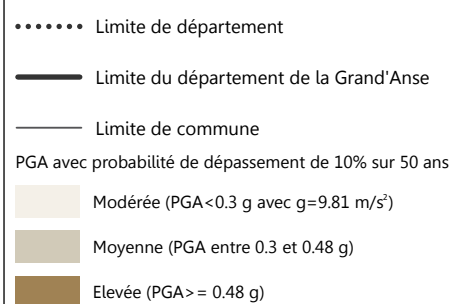 Limite de département
Limite du département de la Grand'Anse
Limite de commune
PGA avec probabilité de dépassement de 10% sur 50 ans
Modérée (PGA<0.3 g avec g=9.81 m/s²)
Moyenne (PGA entre 0.3 et 0.48 g)
Elevée (PGA>= 0.48 g)